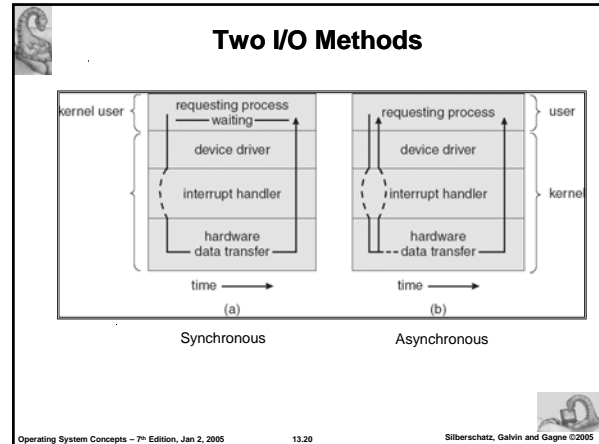 Two I/O Methods
kernel user
requesting process
waiting
device driver
interrupt handler
hardware
data transfer
time
(a)
requesting process
device driver
interrupt handler
hardware
data transfer
time
(b)
user
kernel
Synchronous
Asynchronous
Operating System Concepts – 7th Edition, Jan 2, 2005
13.20
Silberschatz, Galvin and Gagne ©2005